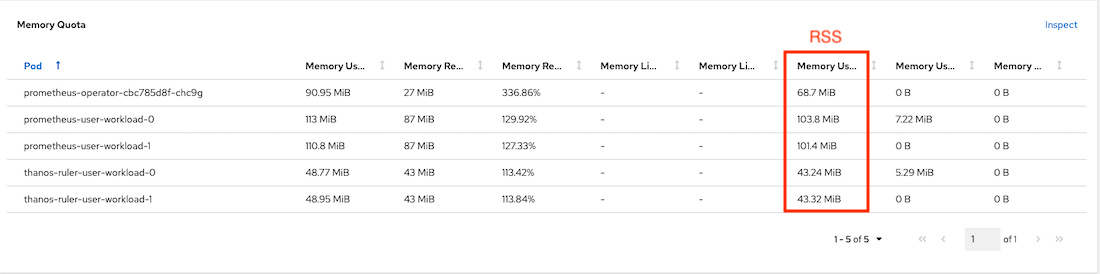 Memory Quota Inspect
RSS
Pod ↑ Memory Us... Memory Re... Memory Re... Memory Li... Memory Li... Memory Us... Memory Us... Memory ...
prometheus-operator-cbc785d8f-chc9g 90.95 MiB 27 MiB 336.86% - - 68.7 MiB 0 B 0 B
prometheus-user-workload-0 113 MiB 87 MiB 129.92% - - 103.8 MiB 7.22 MiB 0 B
prometheus-user-workload-1 110.8 MiB 87 MiB 127.33% - - 101.4 MiB 0 B 0 B
thanos-ruler-user-workload-0 48.77 MiB 43 MiB 113.42% - - 43.24 MiB 5.29 MiB 0 B
thanos-ruler-user-workload-1 48.95 MiB 43 MiB 113.84% - - 43.32 MiB 0 B 0 B
1 - 5 of 5 1 of 1